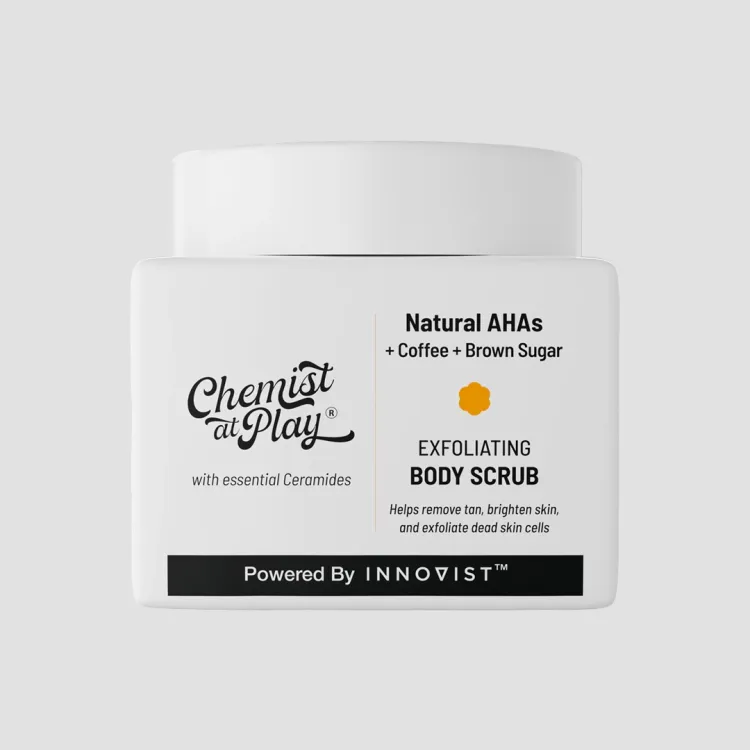 Chemist
at Play®
with essential Ceramides
Natural AHAs
+ Coffee + Brown Sugar
EXFOLIATING
BODY SCRUB
Helps remove tan, brighten skin,
and exfoliate dead skin cells
Powered By INNOVIST™